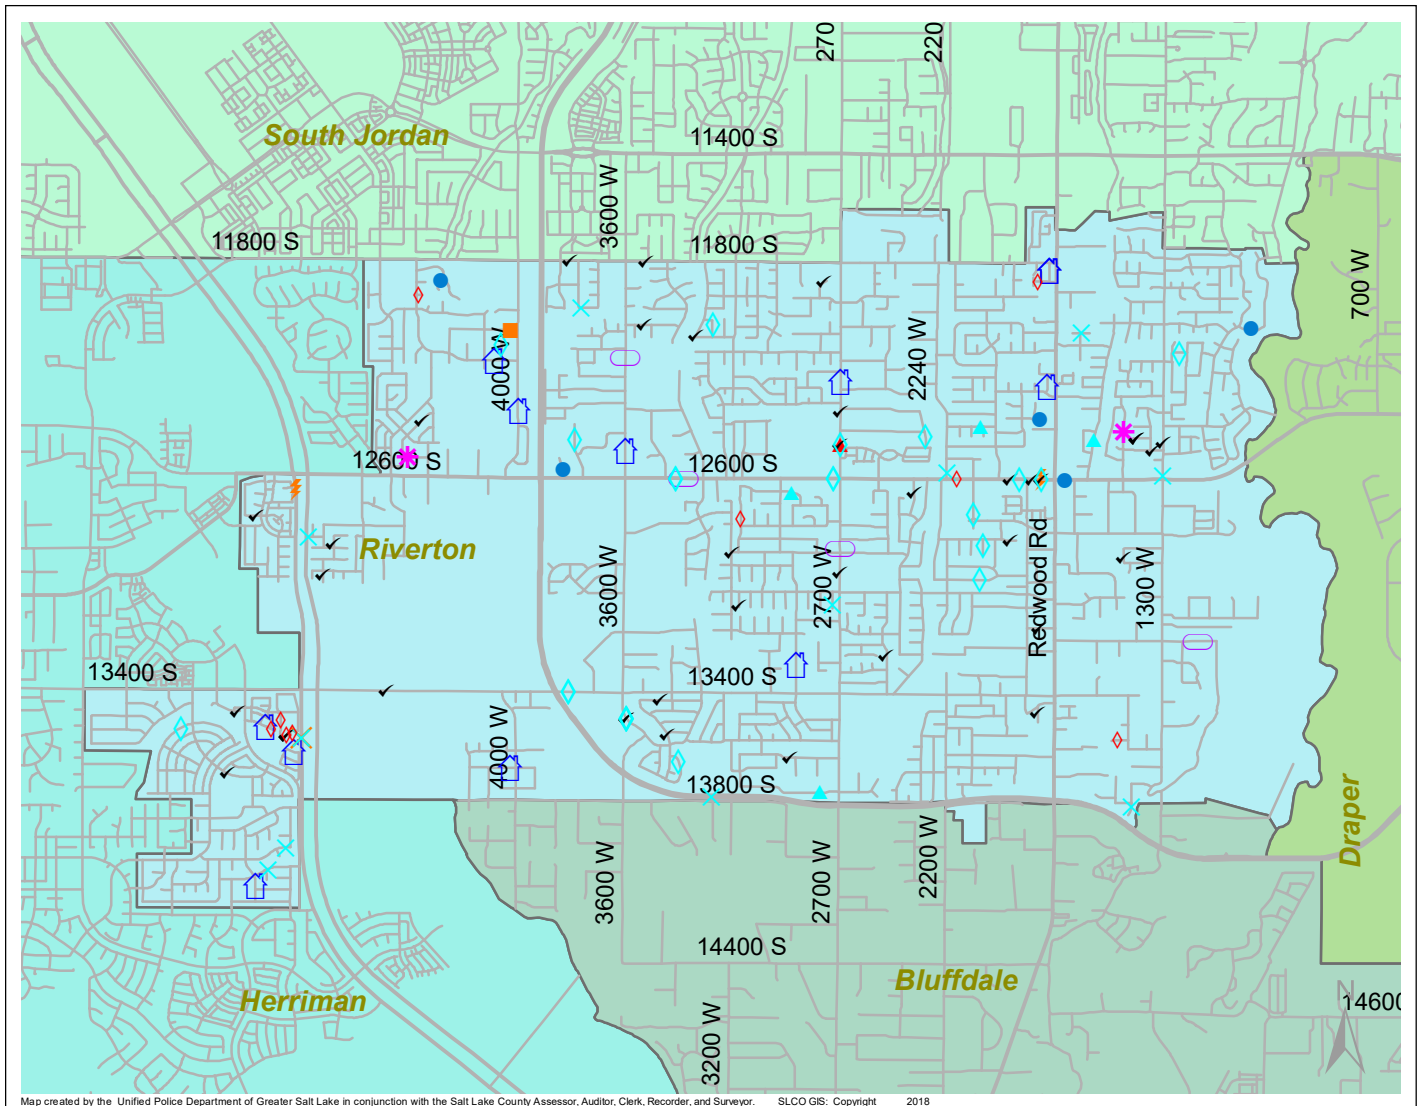 270
220
South Jordan
11400 S
3600 W
11800 S
11800 S
700 W
4000 W
2240 W
12600 S
12600 S
Riverton
3600 W
2700 W
Redwood Rd
1300 W
13400 S
13400 S
4000 W
13800 S
Draper
3600 W
2700 W
2200 W
14400 S
Bluffdale
Herriman
14600
3200 W
Map created by the Unified Police Department of Greater Salt Lake in conjunction with the Salt Lake County Assessor, Auditor, Clerk, Recorder, and Surveyor. SLCO GIS: Copyright 2018